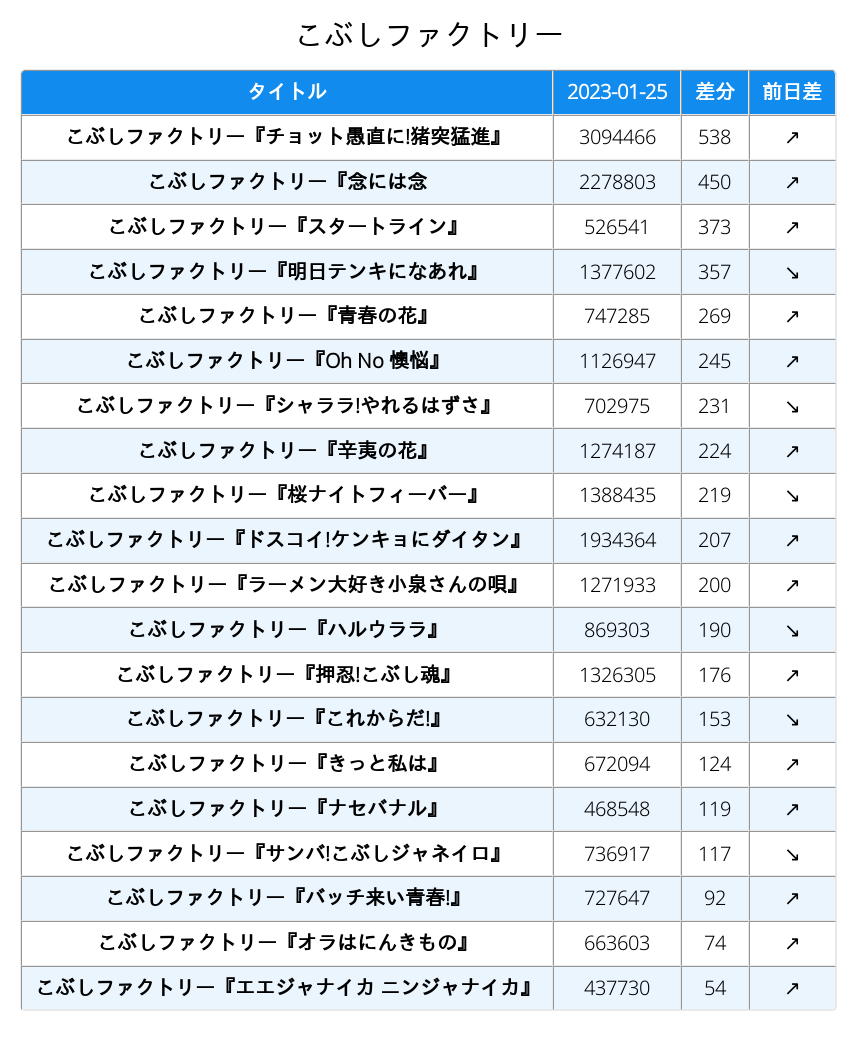 こぶしファクトリー
タイトル 2023-01-25 差分 前日差
こぶしファクトリー『チョット愚直に!猪突猛進』 3094466 538 ↗
こぶしファクトリー『念には念 2278803 450 ↗
こぶしファクトリー『スタートライン』 526541 373 ↗
こぶしファクトリー『明日テンキになあれ』 1377602 357 ↘
こぶしファクトリー『青春の花』 747285 269 ↗
こぶしファクトリー『Oh No 懊悩』 1126947 245 ↗
こぶしファクトリー『シャララ!やれるはずさ』 702975 231 ↘
こぶしファクトリー『辛夷の花』 1274187 224 ↗
こぶしファクトリー『桜ナイトフィーバー』 1388435 219 ↘
こぶしファクトリー『ドスコイ!ケンキョにダイタン』 1934364 207 ↗
こぶしファクトリー『ラーメン大好き小泉さんの唄』 1271933 200 ↗
こぶしファクトリー『ハルウララ』 869303 190 ↘
こぶしファクトリー『押忍!こぶし魂』 1326305 176 ↗
こぶしファクトリー『これからだ!』 632130 153 ↘
こぶしファクトリー『きっと私は』 672094 124 ↗
こぶしファクトリー『ナセバナル』 468548 119 ↗
こぶしファクトリー『サンバ!こぶしジャネイロ』 736917 117 ↘
こぶしファクトリー『バッチ来い青春!』 727647 92 ↗
こぶしファクトリー『オラはにんきもの』 663603 74 ↗
こぶしファクトリー『エエジャナイカ ニンジャナイカ』 437730 54 ↗